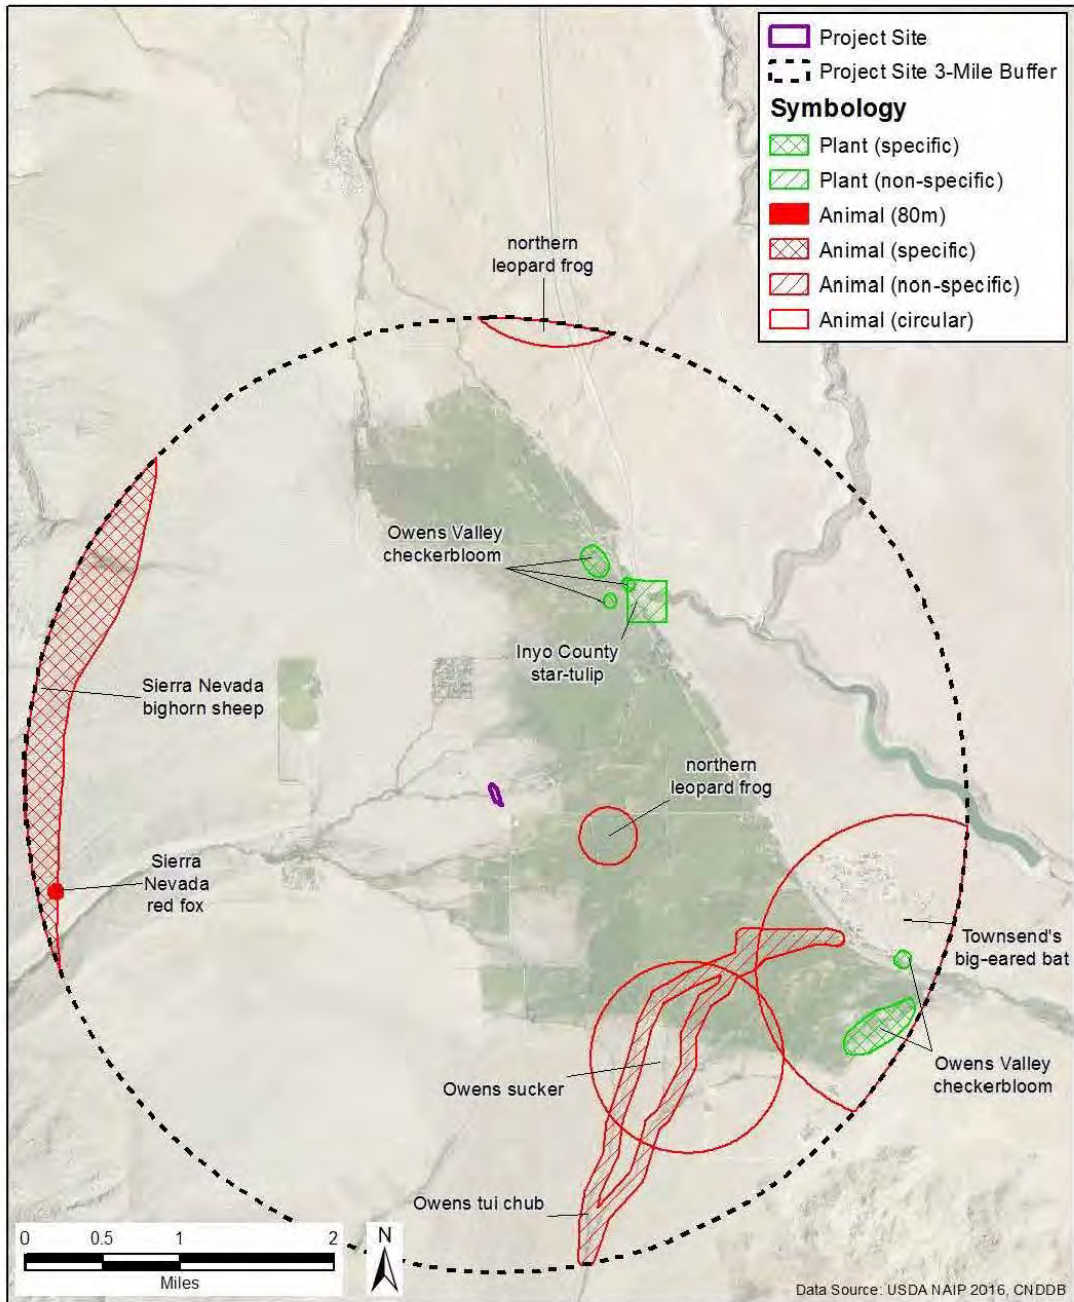 Project Site
Project Site 3-Mile Buffer
Symbology
Plant (specific)
Plant (non-specific)
Animal (80m)
Animal (specific)
Animal (non-specific)
Animal (circular)
northern
leopard frog
Owens Valley
checkerbloom
Inyo County
star-tulip
Sierra Nevada
bighorn sheep
northern
leopard frog
Sierra
Nevada
red fox
Townsend's
big-eared bat
Owens sucker
Owens Valley
checkerbloom
Owens tui chub
0 0.5 1 2
Miles
N
Data Source: USDA NAIP 2016, CNDDB